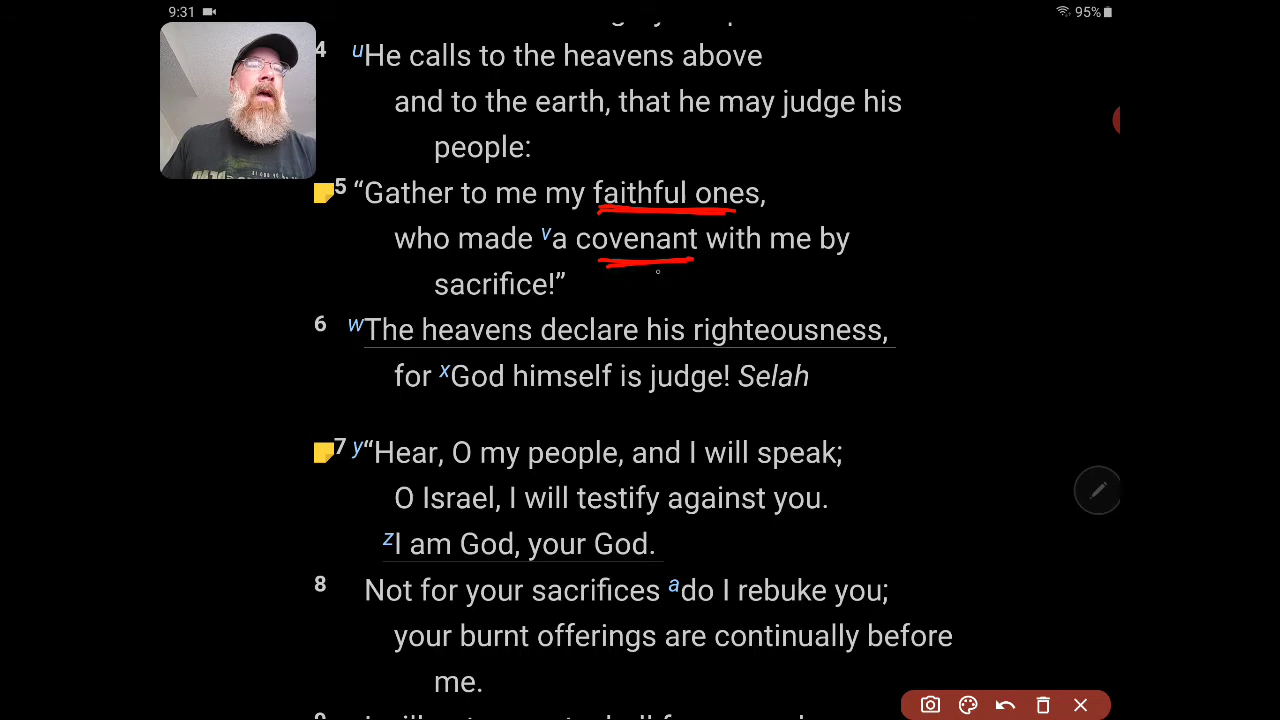 9:31
95%
4 uHe calls to the heavens above
and to the earth, that he may judge his
people:
5 “Gather to me my faithful ones,
who made va covenant with me by
sacrifice!”
6 wThe heavens declare his righteousness,
for xGod himself is judge! Selah
7 y“Hear, O my people, and I will speak;
O Israel, I will testify against you.
zI am God, your God.
8 Not for your sacrifices ado I rebuke you;
your burnt offerings are continually before
me.